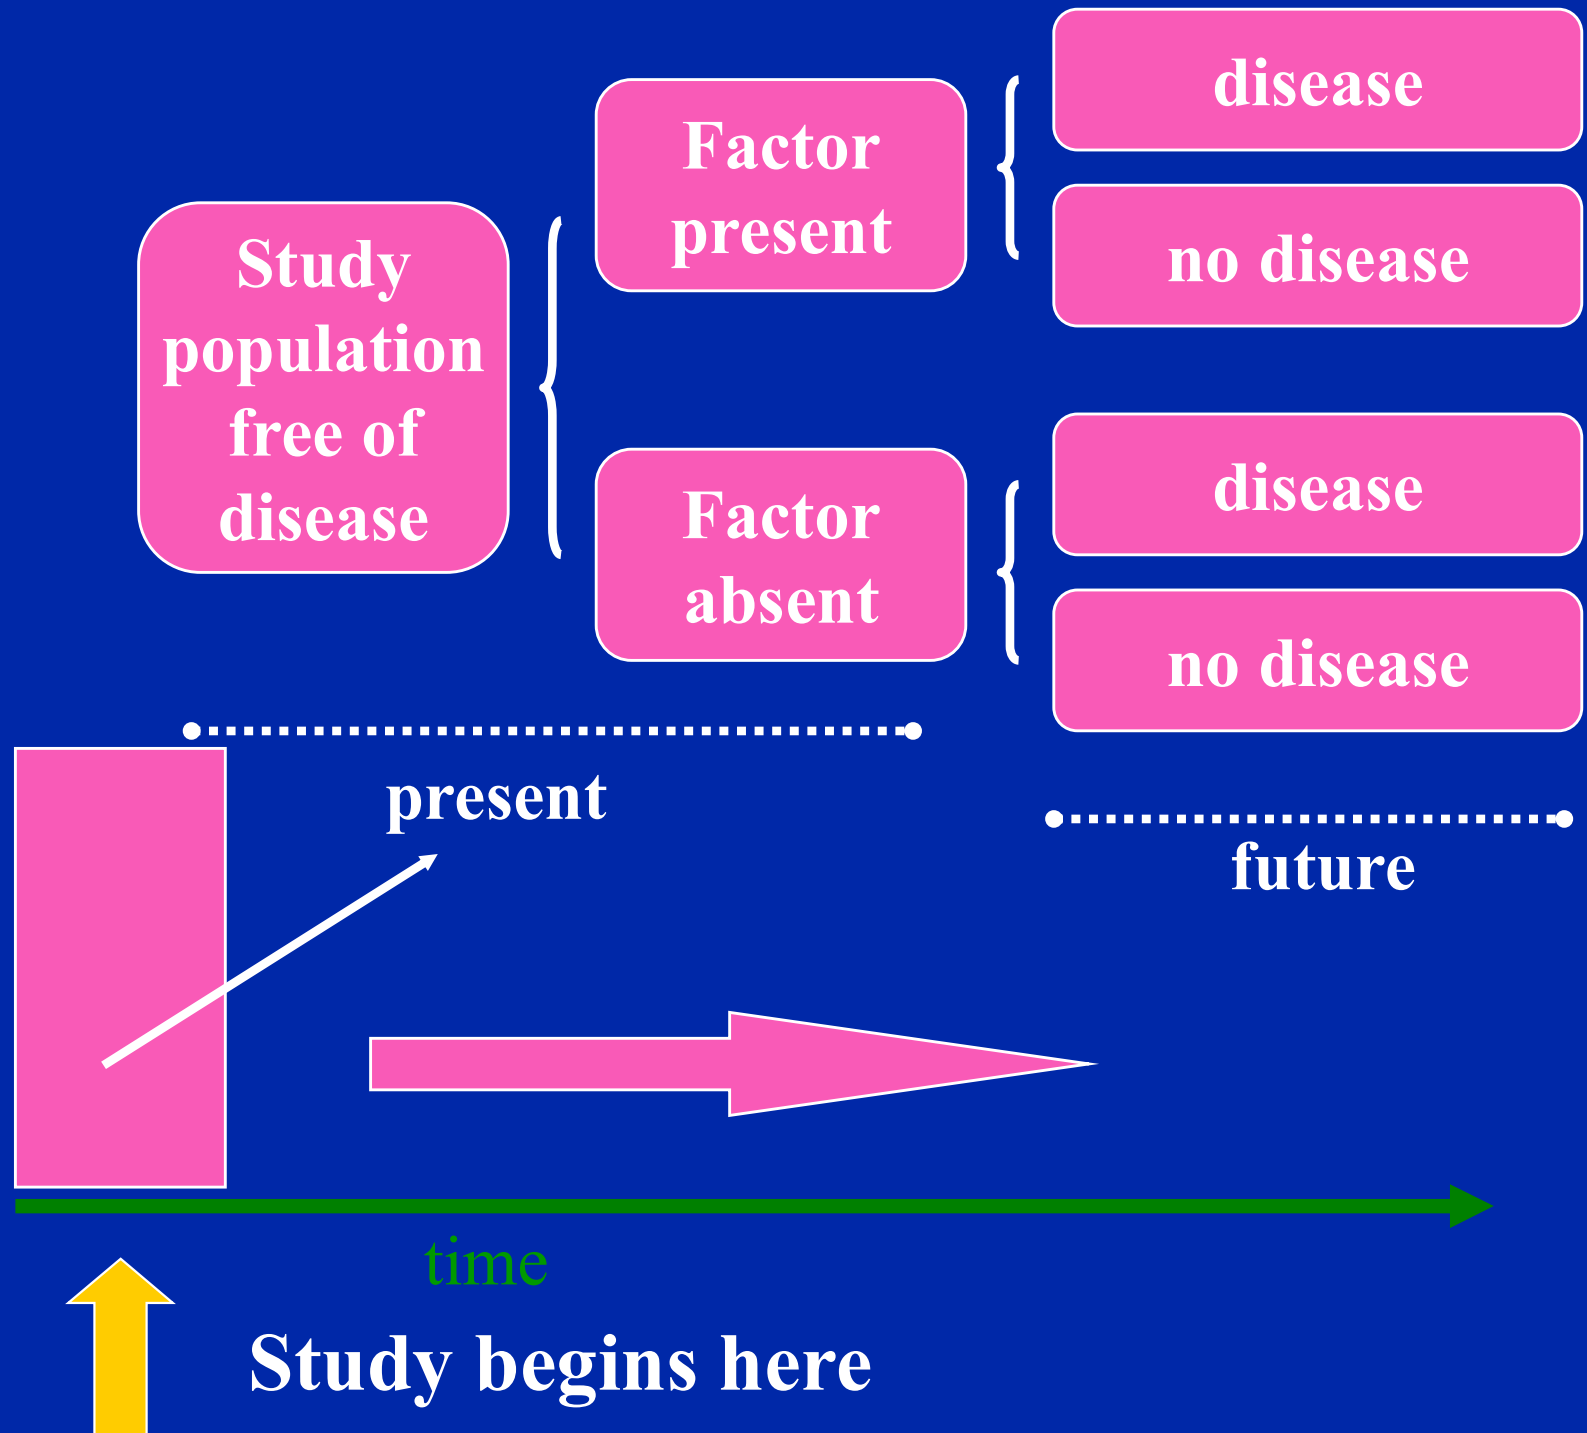 Study
population
free of
disease
Factor
present
disease
no disease
Factor
absent
disease
no disease
present
future
time
Study begins here